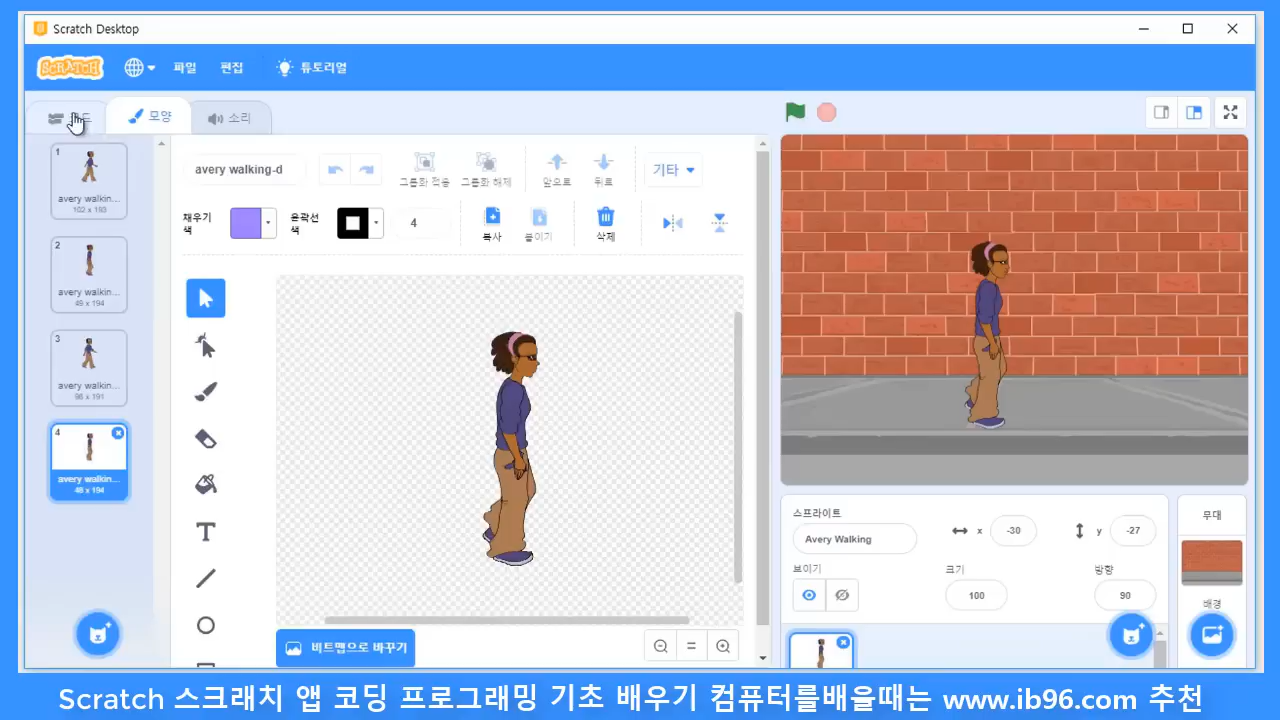 Scratch Desktop
SCRATCH 파일 편집 튜토리얼
모양 소리
1
avery walkin...
102 x 193
2
avery walkin...
49 x 194
3
avery walkin...
96 x 191
4
avery walkin...
48 x 194
avery walking-d
그룹화 적용 그룹화 해제 앞으로 뒤로 기타
채우기 색
윤곽선 색
4
복사 붙이기 삭제
T
비트맵으로 바꾸기
스프라이트
Avery Walking
x -30 y -27
보이기 크기 방향
100 90
무대
배경
Scratch 스크래치 앱 코딩 프로그래밍 기초 배우기 컴퓨터를배울때는 www.ib96.com 추천